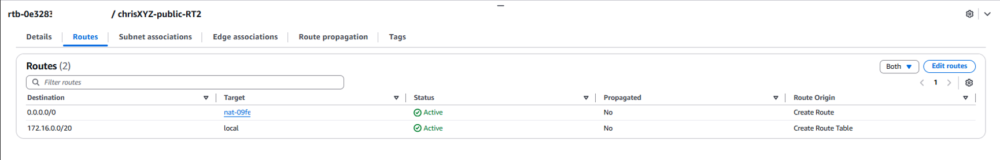 rtb-0e3283 / chrisXYZ-public-RT2
Details Routes Subnet associations Edge associations Route propagation Tags
Routes (2) Both Edit routes
Filter routes 1
Destination Target Status Propagated Route Origin
0.0.0.0/0 nat-09fe Active No Create Route
172.16.0.0/20 local Active No Create Route Table